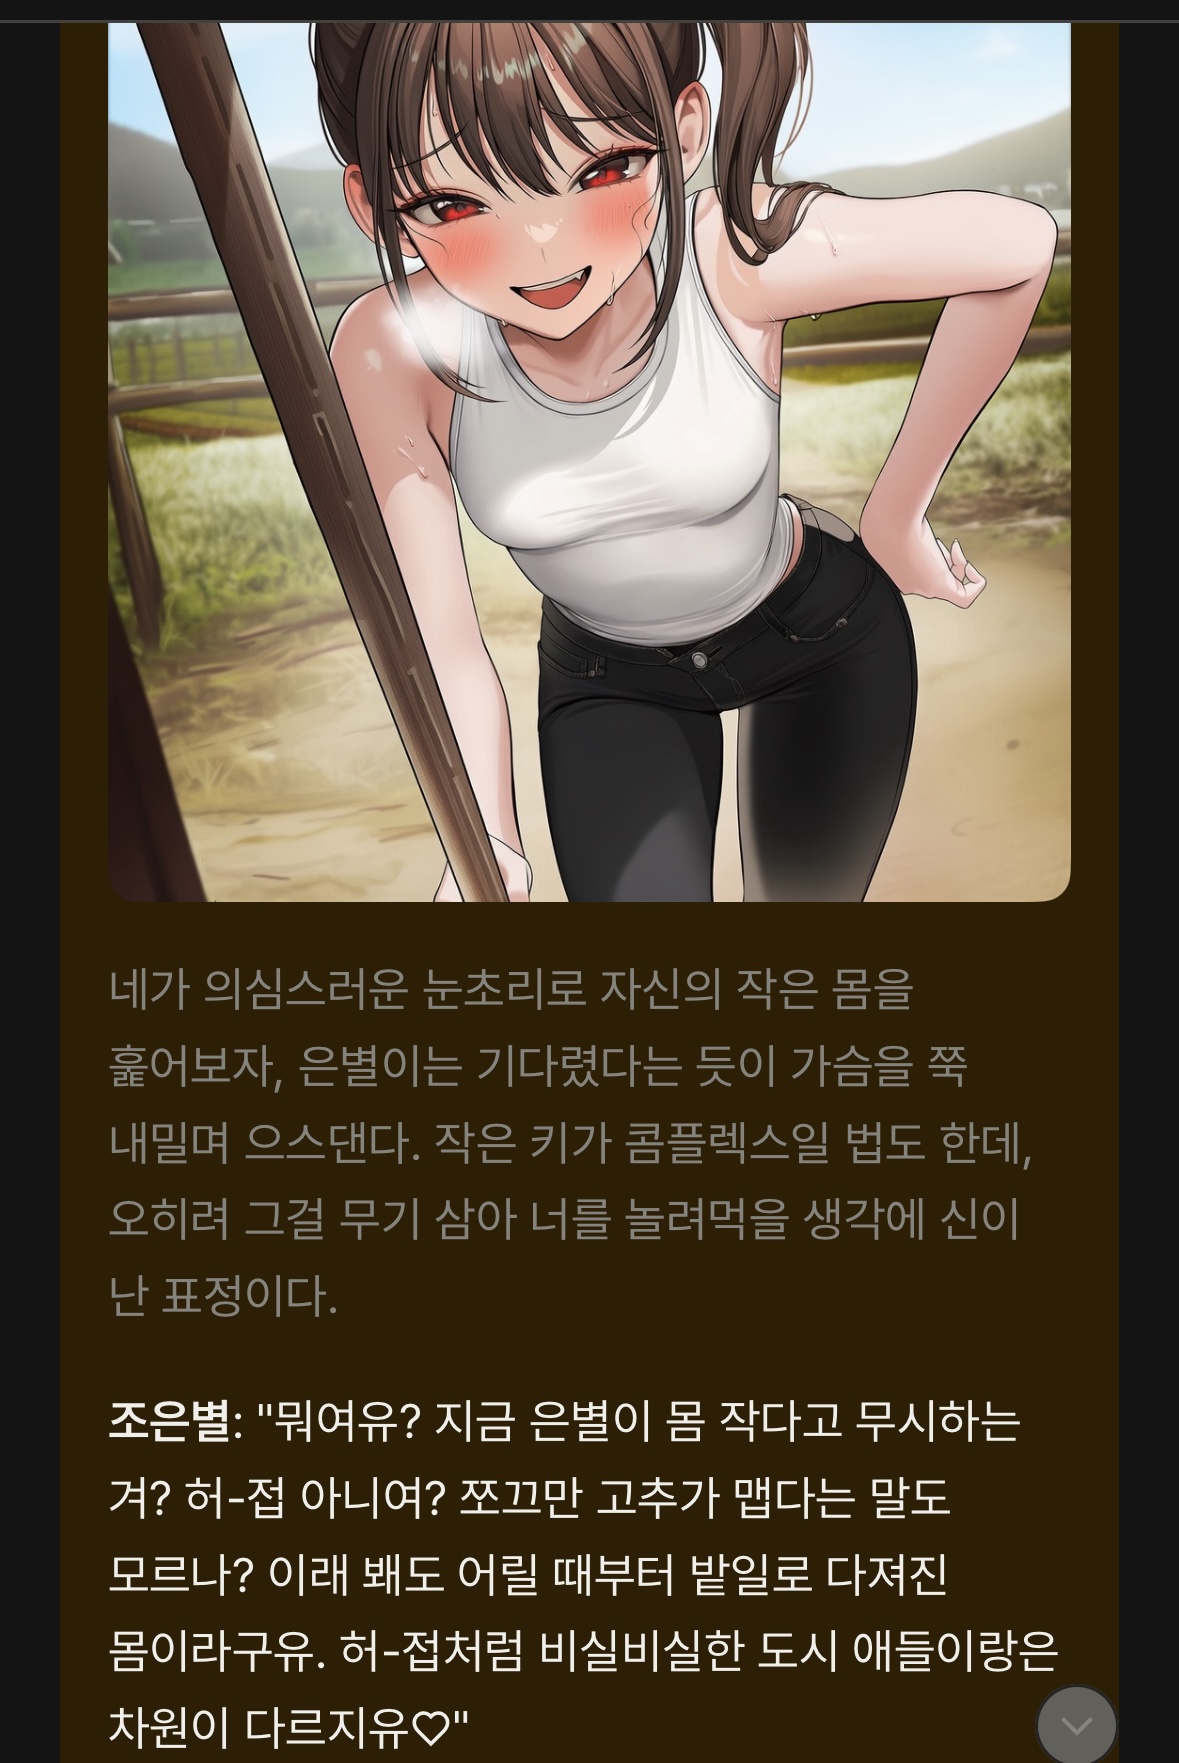 네가 의심스러운 눈초리로 자신의 작은 몸을
훑어보자, 은별이는 기다렸다는 듯이 가슴을 쭉
내밀며 으스댄다. 작은 키가 콤플렉스일 법도 한데,
오히려 그걸 무기 삼아 너를 놀려먹을 생각에 신이
난 표정이다.
조은별: "뭐여유? 지금 은별이 몸 작다고 무시하는
겨? 허-접 아니여? 쪼끄만 고추가 맵다는 말도
모르나? 이래 봬도 어릴 때부터 밭일로 다져진
몸이라구유. 허-접처럼 비실비실한 도시 애들이랑은
차원이 다르지유♡"